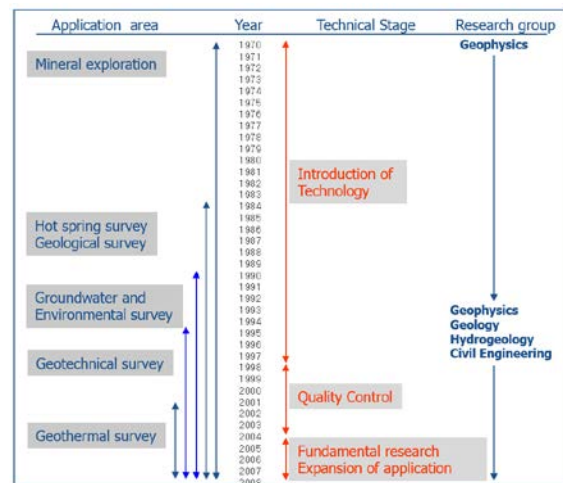 Application area Year Technical Stage Research group
1970 Geophysics
1971
Mineral exploration 1972
1973
1974
1975
1976
1977
1978
1979
1980
1981 Introduction of
1982 Technology
1983
1984
Hot spring survey 1985
Geological survey 1986
1987
1988
1989
1990
1991
Groundwater and 1992
Environmental survey 1993 Geophysics
1994 Geology
1995 Hydrogeology
1996 Civil Engineering
Geotechnical survey 1997
1998
1999
2000 Quality Control
2001
2002
Geothermal survey 2003
2004
2005 Fundamental research
2006 Expansion of application
2007
2008